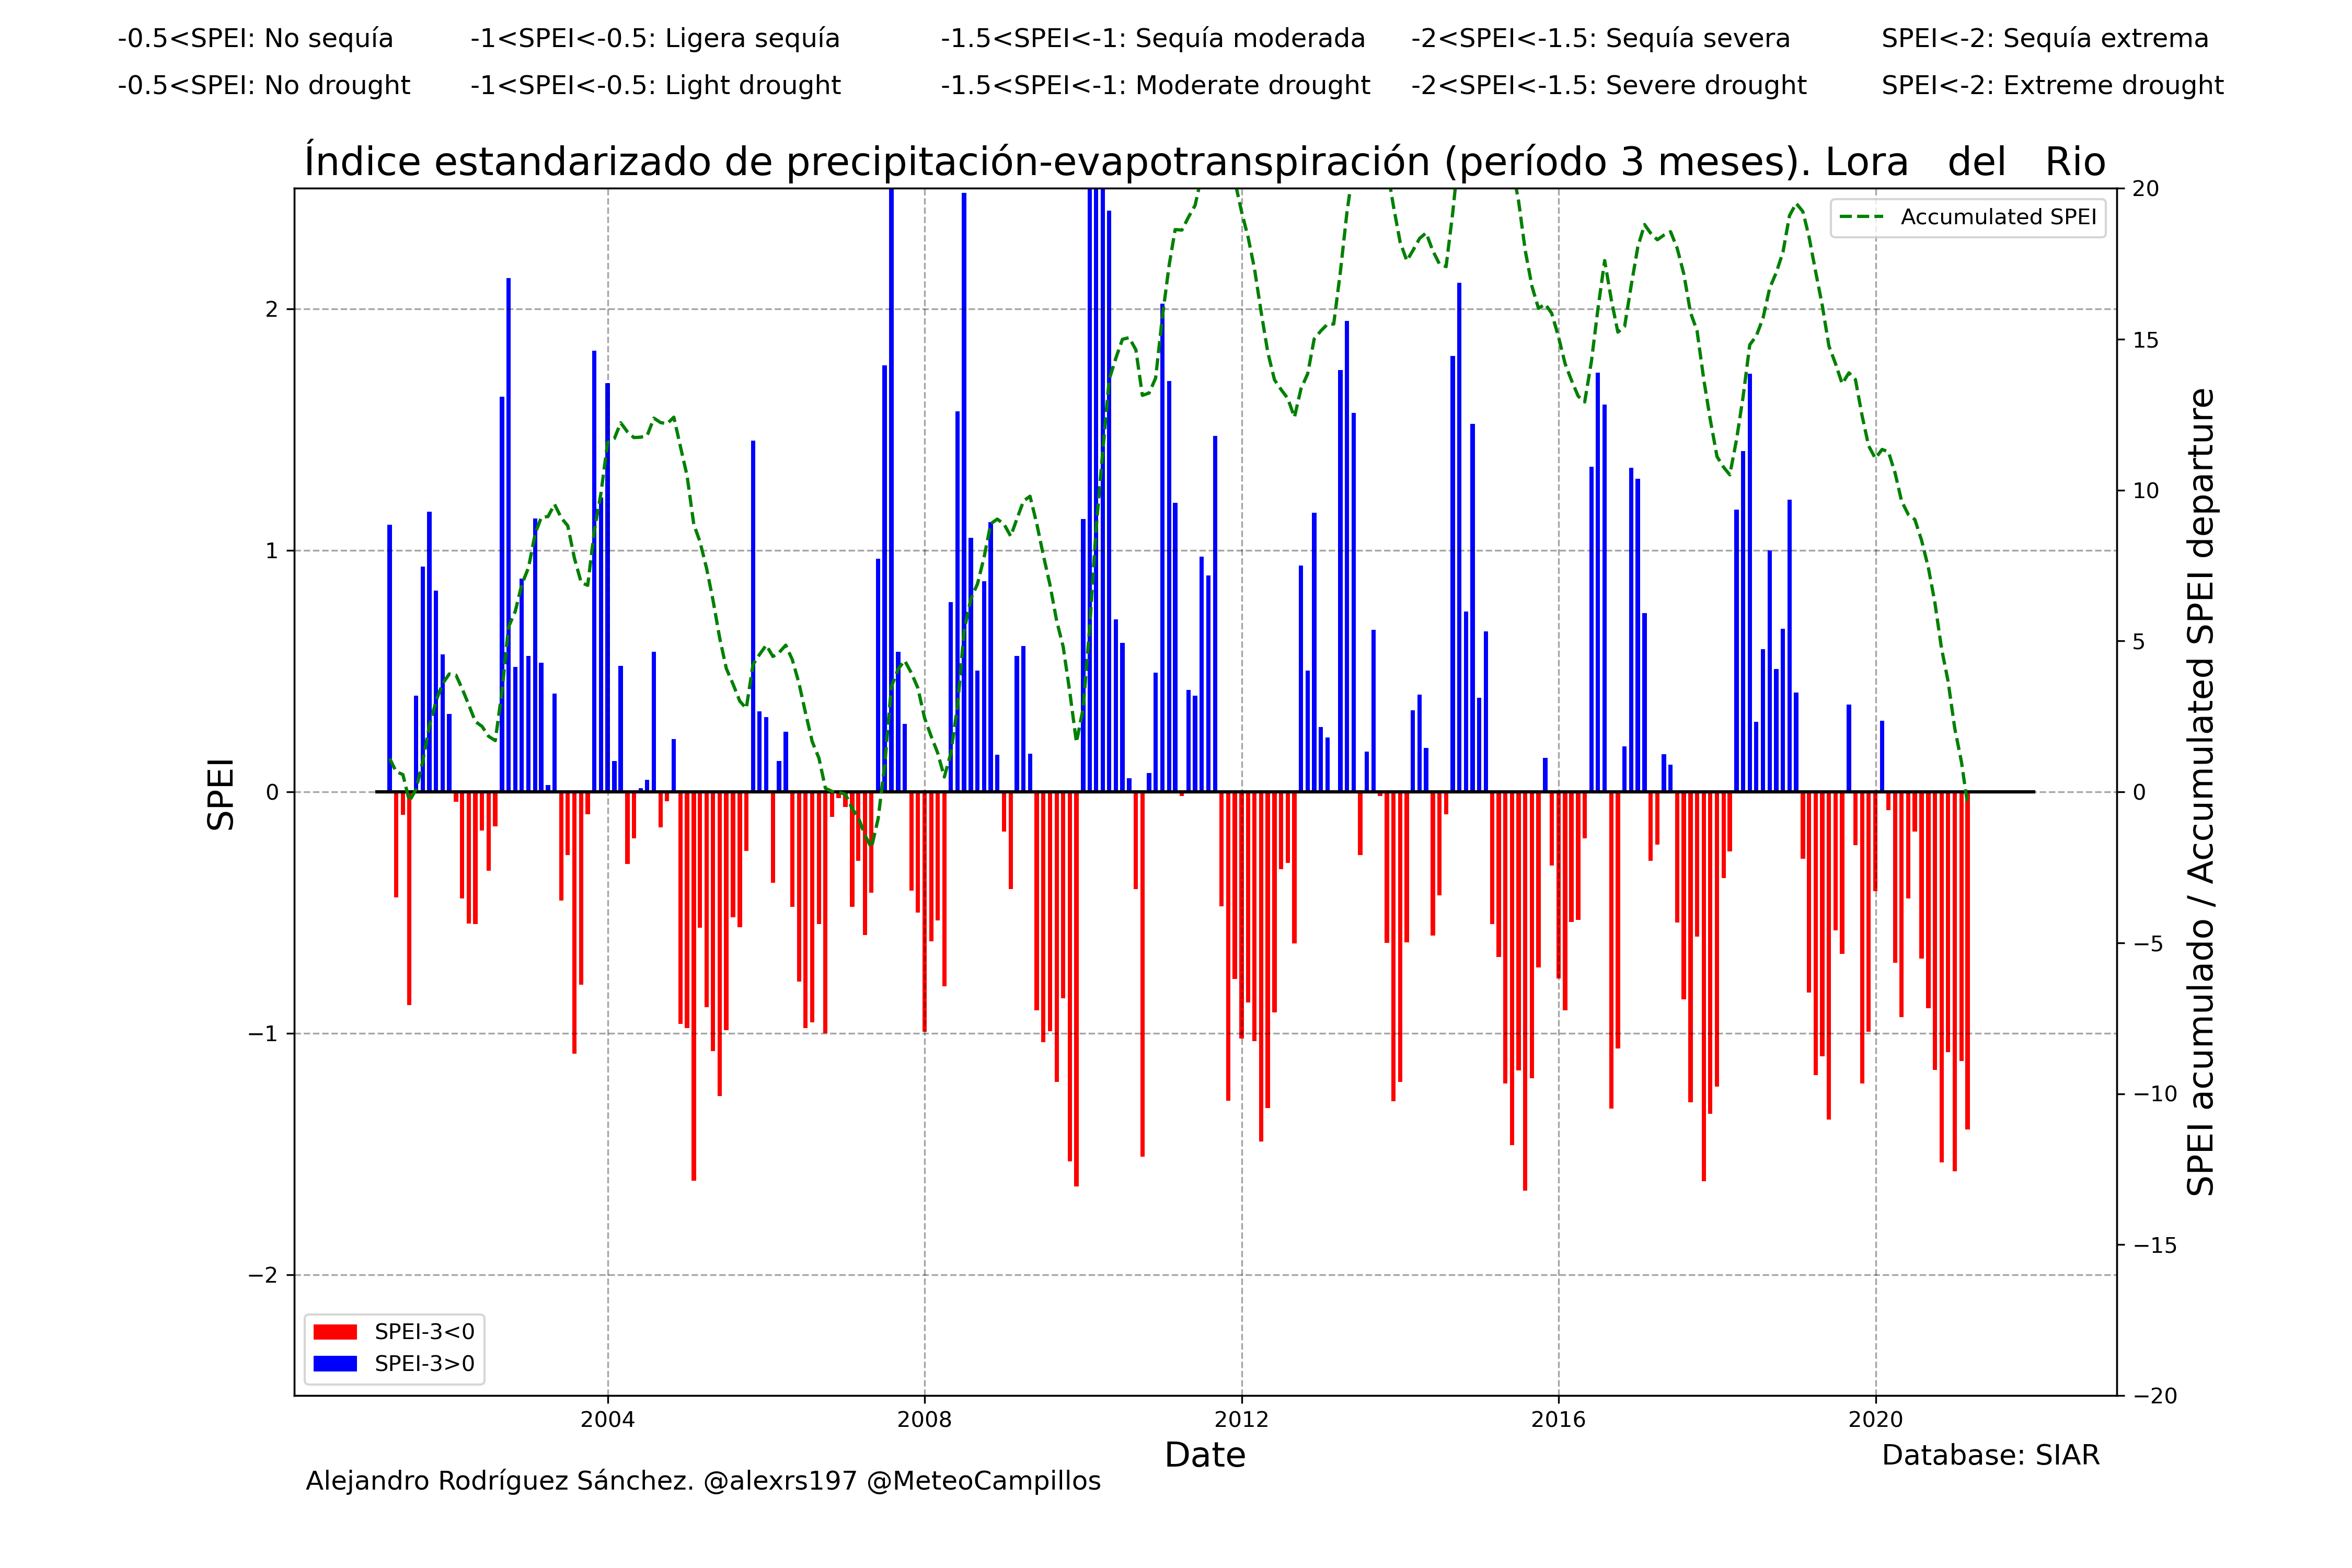 -0.5<SPEI: No sequía -1<SPEI<-0.5: Ligera sequía -1.5<SPEI<-1: Sequía moderada -2<SPEI<-1.5: Sequía severa SPEI<-2: Sequía extrema
-0.5<SPEI: No drought -1<SPEI<-0.5: Light drought -1.5<SPEI<-1: Moderate drought -2<SPEI<-1.5: Severe drought SPEI<-2: Extreme drought
Índice estandarizado de precipitación-evapotranspiración (período 3 meses). Lora del Rio
Accumulated SPEI
SPEI
2
1
0
−1
−2
20
15
10
5
0
−5
−10
−15
−20
SPEI acumulado / Accumulated SPEI departure
SPEI-3<0
SPEI-3>0
2004 2008 2012 2016 2020
Date
Database: SIAR
Alejandro Rodríguez Sánchez. @alexrs197 @MeteoCampillos